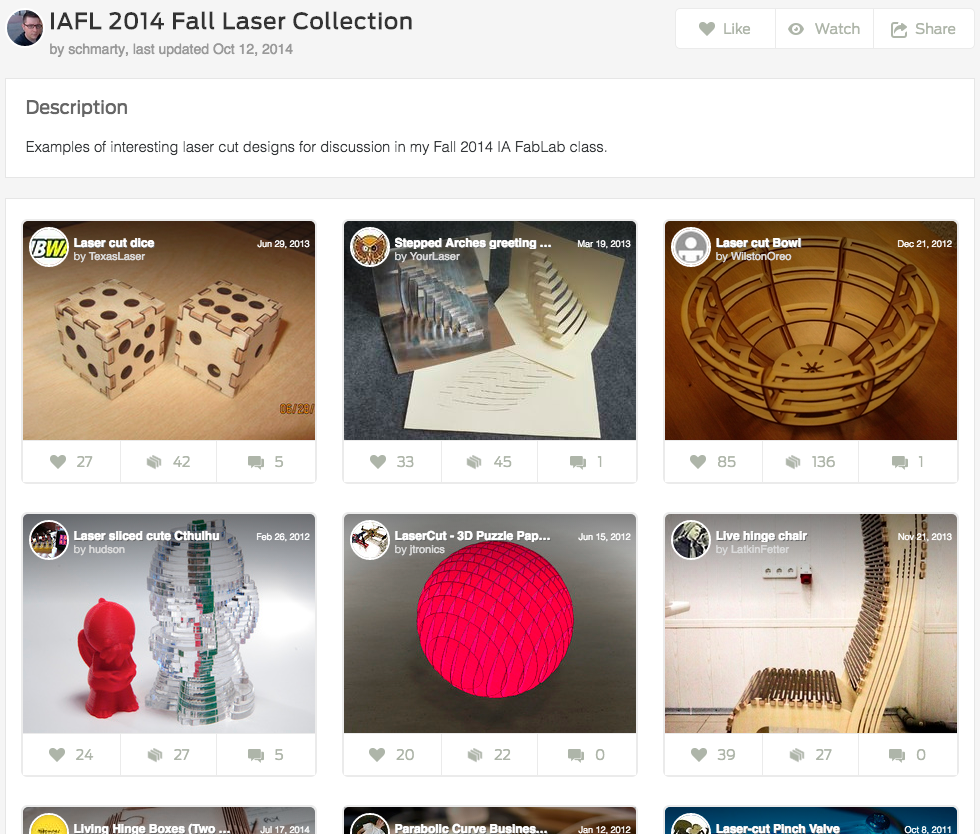 IAFL 2014 Fall Laser Collection
by schmarty, last updated Oct 12, 2014
Like
Watch
Share
Description
Examples of interesting laser cut designs for discussion in my Fall 2014 IA FabLab class.
BW
Laser cut dice
Jun 29, 2013
by TexasLaser
Stepped Arches greeting ...
Mar 19, 2013
by YourLaser
Laser cut Bowl
Dec 21, 2012
by WilstonOreo
27
42
5
33
45
1
85
136
1
Laser sliced cute Cthulhu
Feb 26, 2012
by hudson
LaserCut - 3D Puzzle Pap...
Jun 15, 2012
by jtronics
Live hinge chair
Nov 21, 2013
by LatkinFetter
24
27
5
20
22
0
39
27
0
Living Hinge Boxes (Two ...
Jul 17, 2014
Parabolic Curve Busines...
Jan 12, 2012
Laser-cut Pinch Valve
Oct 8, 2011